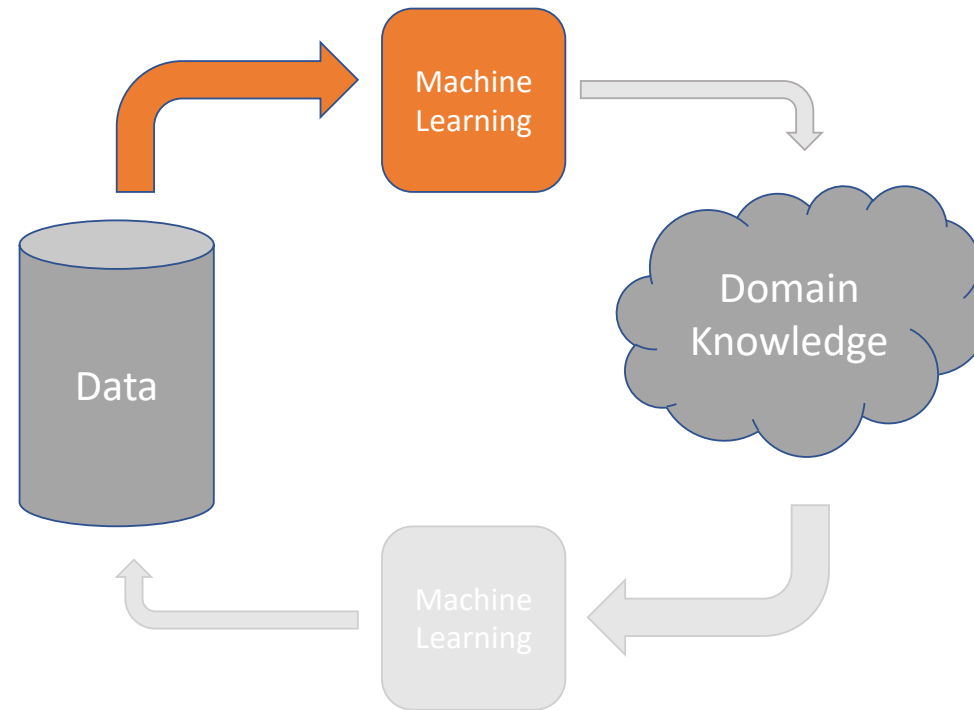 Machine
Learning
Domain
Knowledge
Data
Machine
Learning